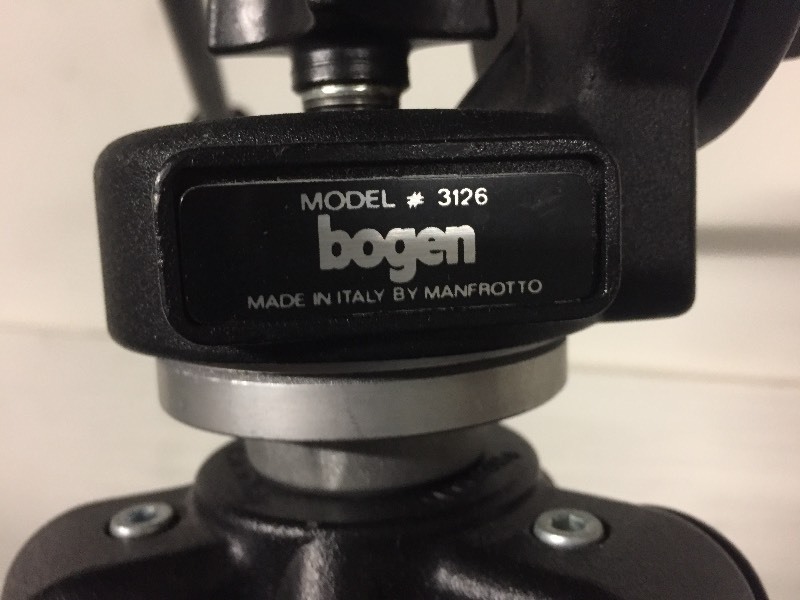 MODEL # 3126
bogen
MADE IN ITALY BY MANFROTTO